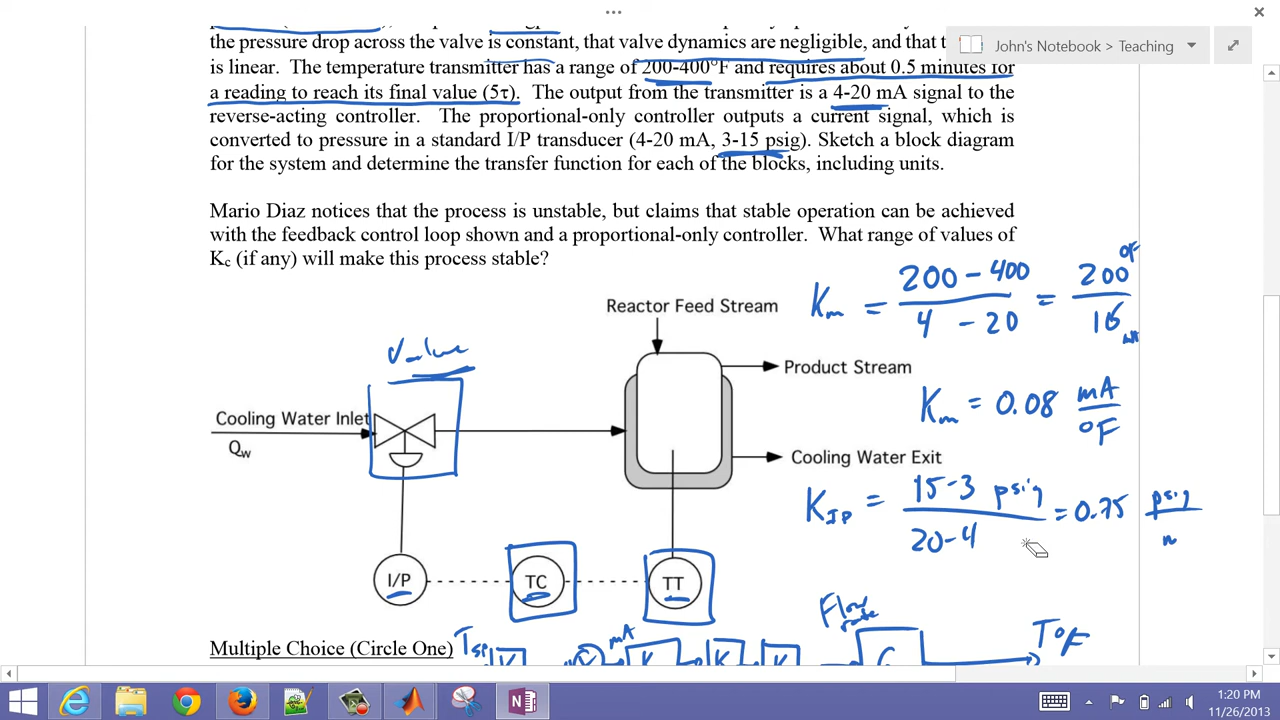 the pressure drop across the valve is constant, that valve dynamics are negligible, and that t
is linear. The temperature transmitter has a range of 200-400°F and requires about 0.5 minutes for
a reading to reach its final value (5τ). The output from the transmitter is a 4-20 mA signal to the
reverse-acting controller. The proportional-only controller outputs a current signal, which is
converted to pressure in a standard I/P transducer (4-20 mA, 3-15 psig). Sketch a block diagram
for the system and determine the transfer function for each of the blocks, including units.
Mario Diaz notices that the process is unstable, but claims that stable operation can be achieved
with the feedback control loop shown and a proportional-only controller. What range of values of
Kc (if any) will make this process stable?
John's Notebook > Teaching
Reactor Feed Stream
Km = 200 - 400 / 4 - 20 = 200 °F / 16 mA
Valve
Product Stream
Cooling Water Inlet
Qw
Km = 0.08 mA / °F
Cooling Water Exit
KIP = 15-3 psig / 20-4 = 0.75 psig / m
I/P
TC
TT
Flow rate
Multiple Choice (Circle One)
Tsp
mA
T °F
K
K
K
K
G
1:20 PM
11/26/2013